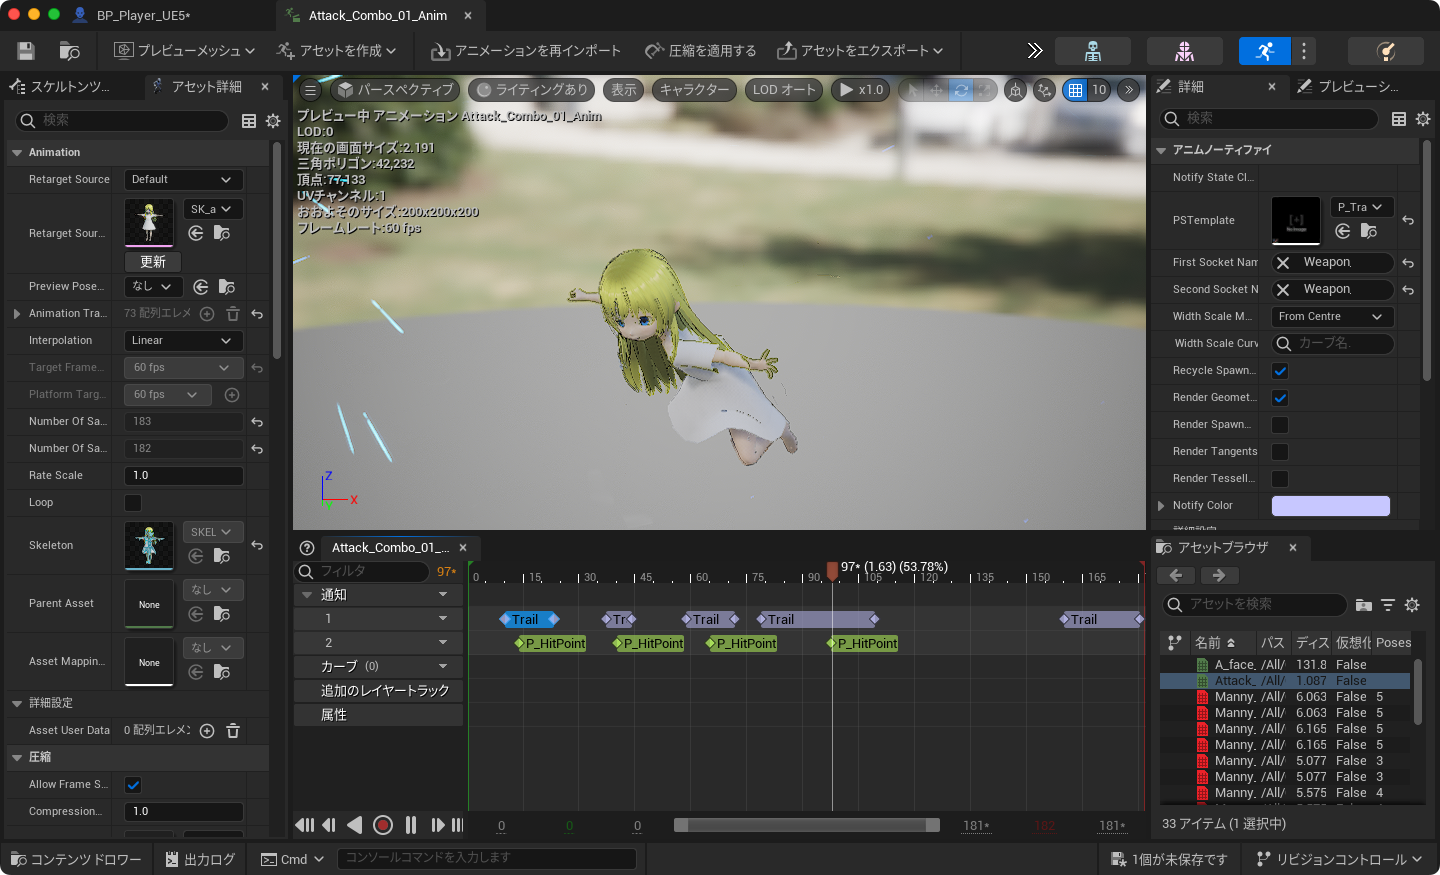 BP_Player_UE5*
Attack_Combo_01_Anim
プレビューメッシュ
アセットを作成
アニメーションを再インポート
圧縮を適用する
アセットをエクスポート
スケルトンツ...
アセット詳細
検索
Animation
Retarget Source
Default
Retarget Sour...
SK_a
更新
Preview Pose...
なし
Animation Tra...
73 配列エレメ
Interpolation
Linear
Target Frame...
60 fps
Platform Targ...
60 fps
Number Of Sa...
183
Number Of Sa...
182
Rate Scale
1.0
Loop
Skeleton
SKEL
Parent Asset
None
なし
Asset Mappin...
None
なし
詳細設定
Asset User Data
0 配列エレメン
圧縮
Allow Frame S...
Compression...
1.0
パースペクティブ
ライティングあり
表示
キャラクター
LOD オート
x1.0
10
プレビュー中 アニメーション Attack_Combo_01_Anim
LOD:0
現在の画面サイズ:2.191
三角ポリゴン:42,232
頂点:77,133
UVチャンネル:1
おおよそのサイズ:200x200x200
フレームレート:60 fps
Z
X
Attack_Combo_01_...
フィルタ
97*
97* (1.63) (53.78%)
0
15
30
45
60
75
90
105
120
135
150
165
通知
1
Trail
Tr
Trail
Trail
Trail
2
P_HitPoint
P_HitPoint
P_HitPoint
P_HitPoint
カーブ (0)
追加のレイヤートラック
属性
0
0
0
181*
182
181*
詳細
プレビューシ...
検索
アニムノーティファイ
Notify State Cl...
PSTemplate
P_Tra
First Socket Nam
Weapon
Second Socket N
Weapon
Width Scale M...
From Centre
Width Scale Curv
カーブ名.
Recycle Spawn...
Render Geomet...
Render Spawn...
Render Tangents
Render Tessell...
Notify Color
アセットブラウザ
アセットを検索
名前
パス
ディス
仮想化
Poses
A_face_ /All/ 131.8 False
Attack_ /All/ 1.087 False
Manny_ /All/ 6.063 False 5
Manny_ /All/ 6.063 False 5
Manny_ /All/ 6.165 False 5
Manny_ /All/ 6.165 False 5
Manny_ /All/ 5.077 False 3
Manny_ /All/ 5.077 False 3
Manny_ /All/ 5.575 False 4
33 アイテム (1 選択中)
コンテンツドロワー
出力ログ
Cmd
コンソールコマンドを入力します
1個が未保存です
リビジョンコントロール